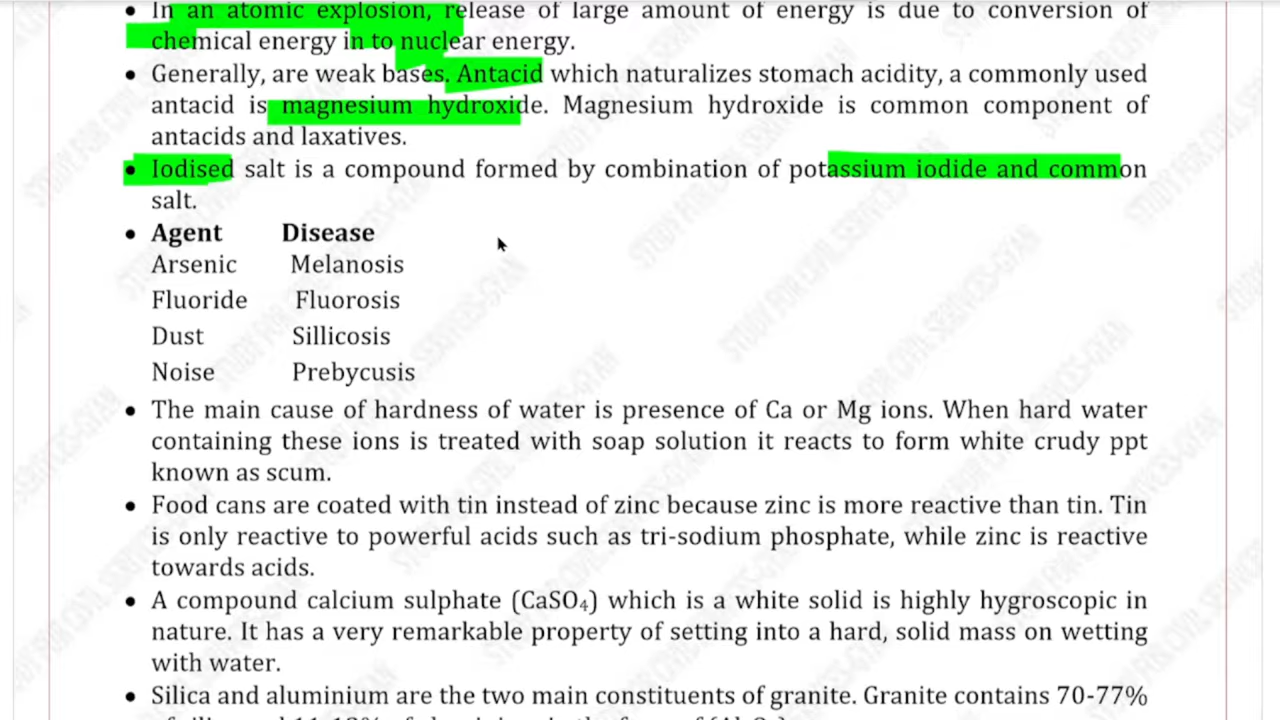 • In an atomic explosion, release of large amount of energy is due to conversion of
chemical energy in to nuclear energy.
• Generally, are weak bases. Antacid which naturalizes stomach acidity, a commonly used
antacid is magnesium hydroxide. Magnesium hydroxide is common component of
antacids and laxatives.
• Iodised salt is a compound formed by combination of potassium iodide and common
salt.
• Agent Disease
Arsenic Melanosis
Fluoride Fluorosis
Dust Sillicosis
Noise Prebycusis
• The main cause of hardness of water is presence of Ca or Mg ions. When hard water
containing these ions is treated with soap solution it reacts to form white crudy ppt
known as scum.
• Food cans are coated with tin instead of zinc because zinc is more reactive than tin. Tin
is only reactive to powerful acids such as tri-sodium phosphate, while zinc is reactive
towards acids.
• A compound calcium sulphate (CaSO₄) which is a white solid is highly hygroscopic in
nature. It has a very remarkable property of setting into a hard, solid mass on wetting
with water.
• Silica and aluminium are the two main constituents of granite. Granite contains 70-77%